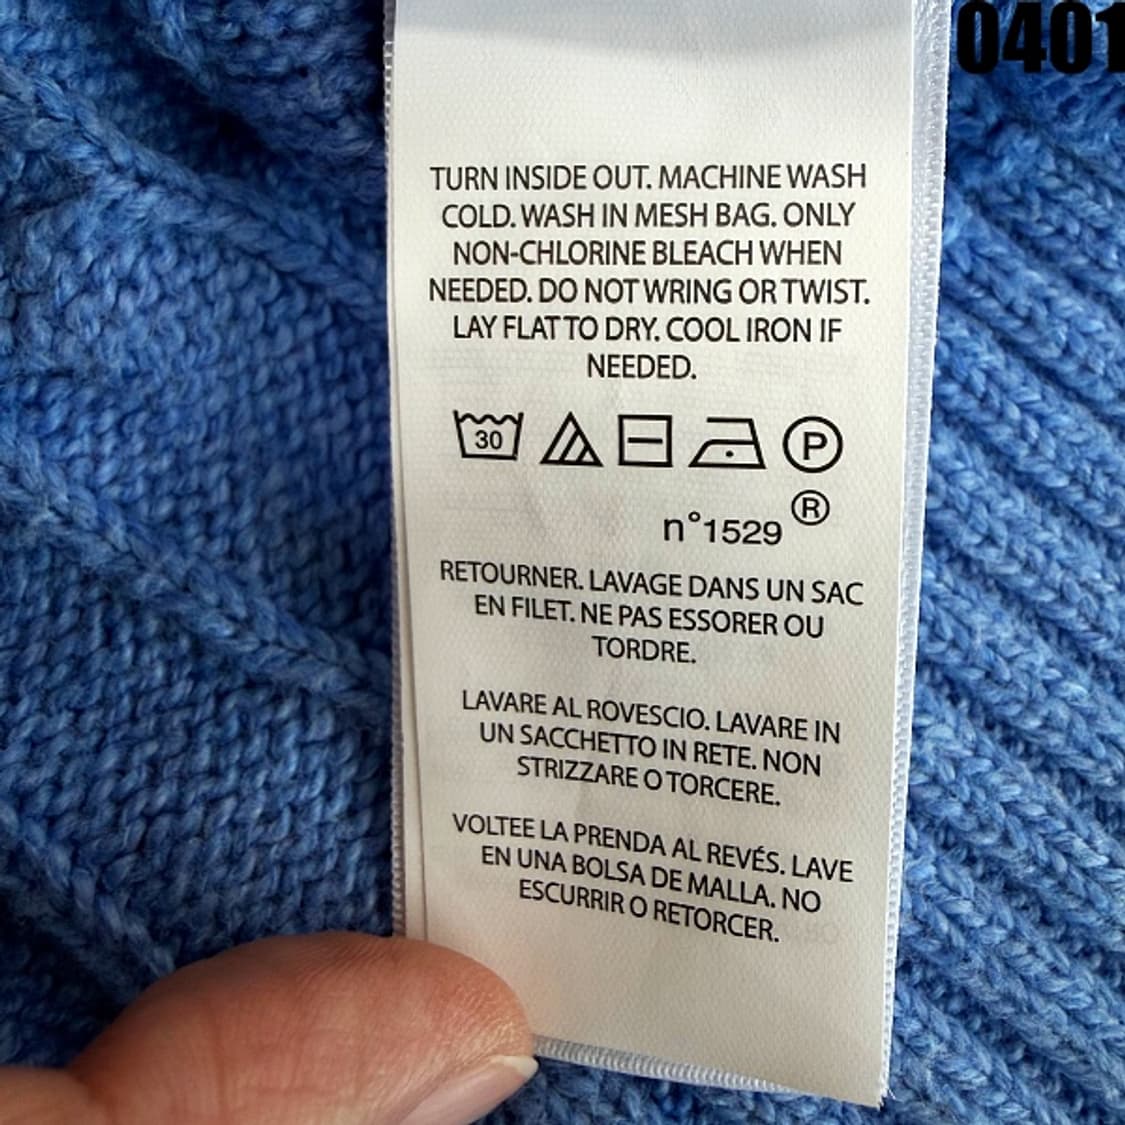 0401
TURN INSIDE OUT. MACHINE WASH
COLD. WASH IN MESH BAG. ONLY
NON-CHLORINE BLEACH WHEN
NEEDED. DO NOT WRING OR TWIST.
LAY FLAT TO DRY. COOL IRON IF
NEEDED.
30 P
®
n°1529
RETOURNER. LAVAGE DANS UN SAC
EN FILET. NE PAS ESSORER OU
TORDRE.
LAVARE AL ROVESCIO. LAVARE IN
UN SACCHETTO IN RETE. NON
STRIZZARE O TORCERE.
VOLTEE LA PRENDA AL REVÉS. LAVE
EN UNA BOLSA DE MALLA. NO
ESCURRIR O RETORCER.